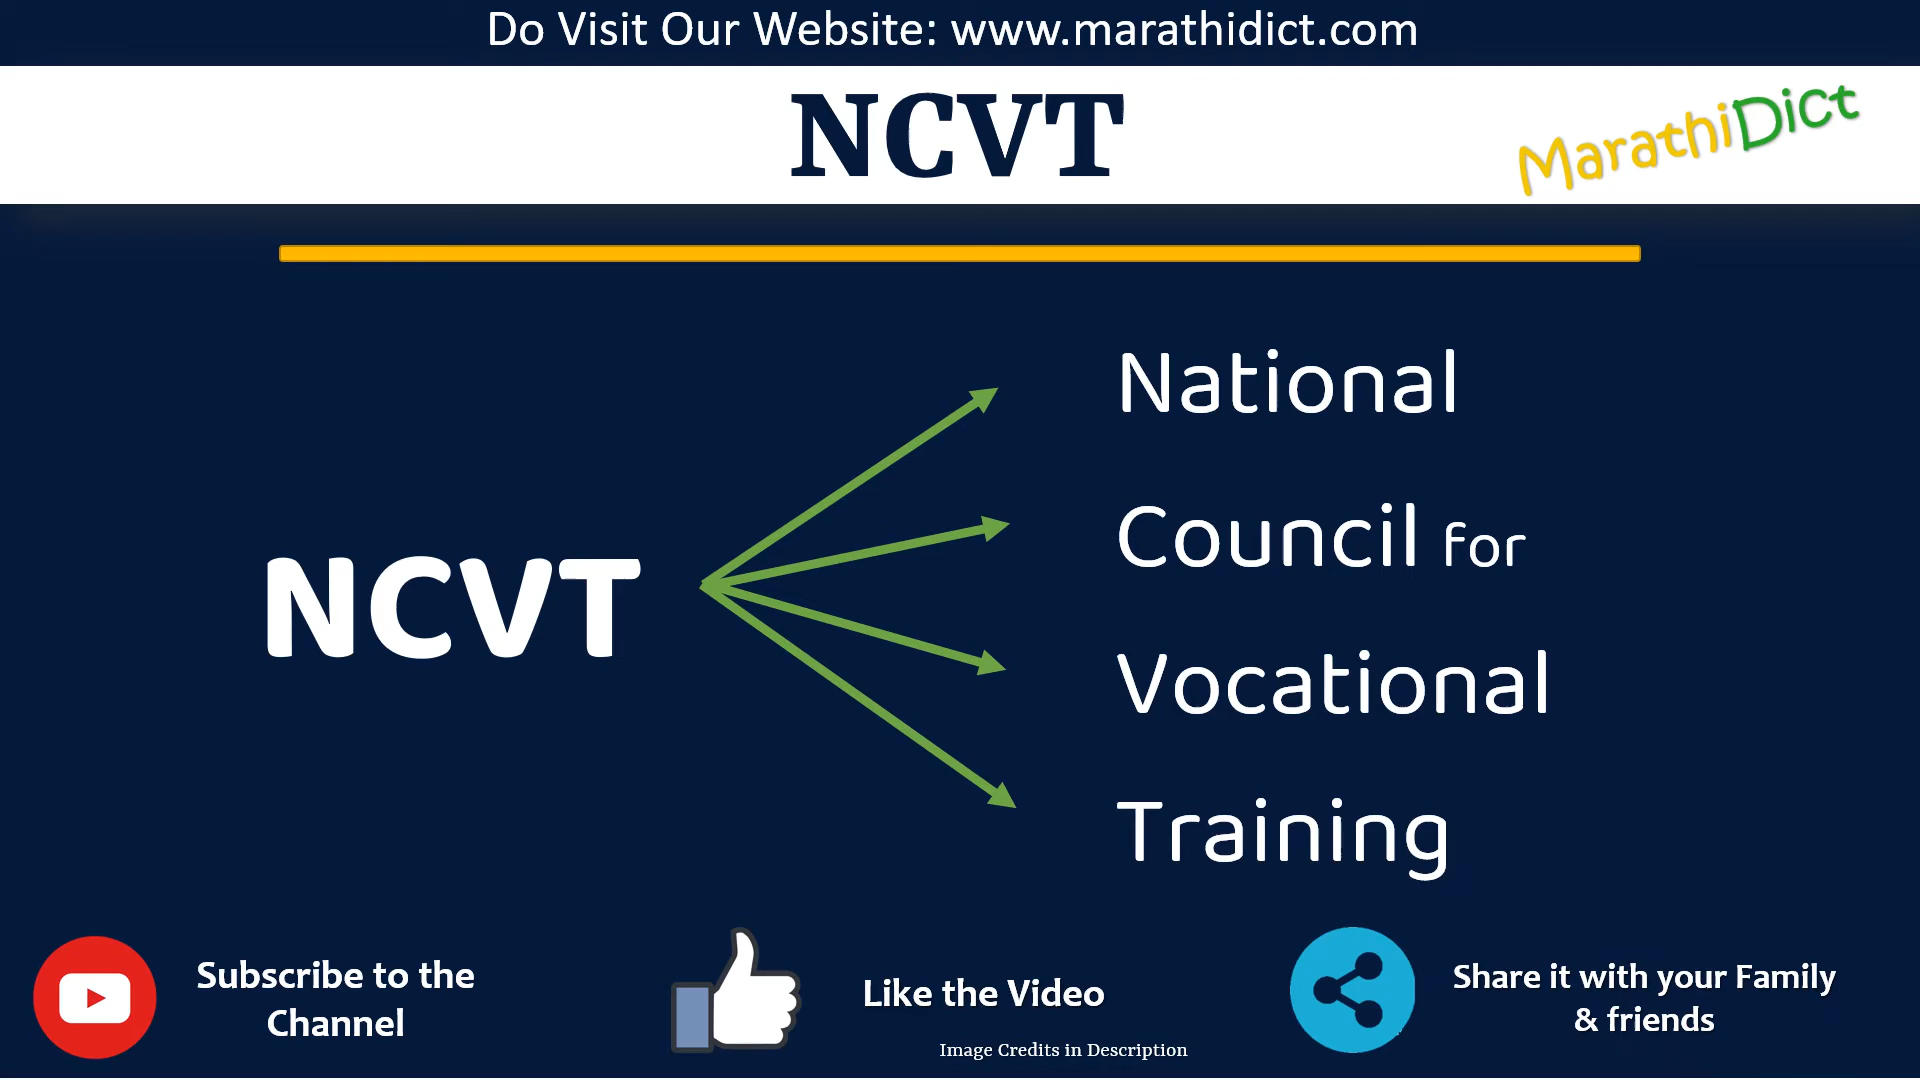 Do Visit Our Website: www.marathidict.com
NCVT
MarathiDict
NCVT
National
Council for
Vocational
Training
Subscribe to the
Channel
Like the Video
Share it with your Family
& friends
Image Credits in Description